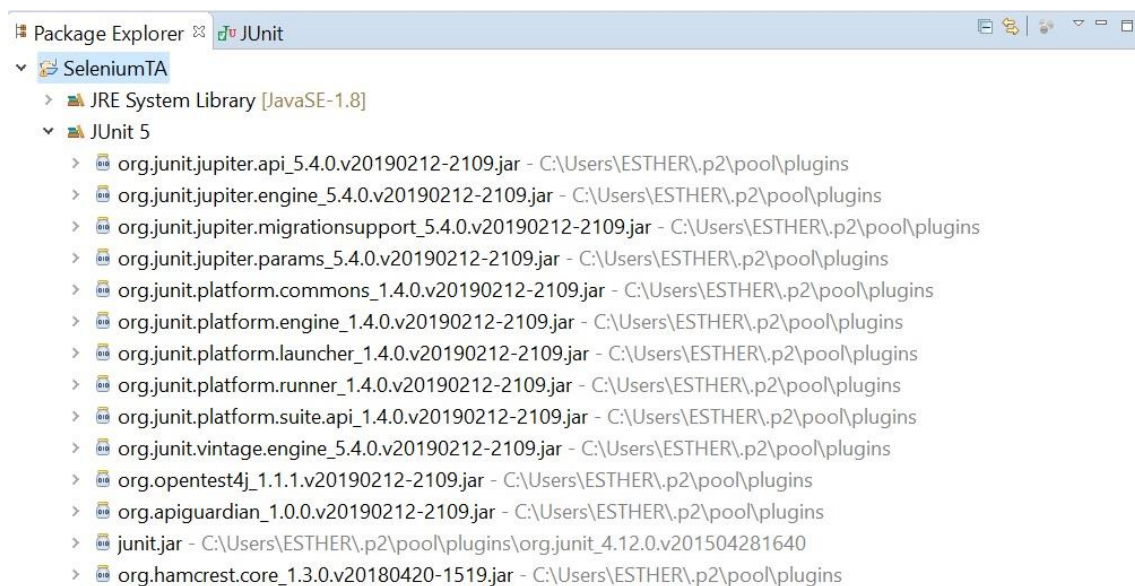 Package Explorer JUnit
SeleniumTA
JRE System Library [JavaSE-1.8]
JUnit 5
org.junit.jupiter.api_5.4.0.v20190212-2109.jar - C:\Users\ESTHER\.p2\pool\plugins
org.junit.jupiter.engine_5.4.0.v20190212-2109.jar - C:\Users\ESTHER\.p2\pool\plugins
org.junit.jupiter.migrationsupport_5.4.0.v20190212-2109.jar - C:\Users\ESTHER\.p2\pool\plugins
org.junit.jupiter.params_5.4.0.v20190212-2109.jar - C:\Users\ESTHER\.p2\pool\plugins
org.junit.platform.commons_1.4.0.v20190212-2109.jar - C:\Users\ESTHER\.p2\pool\plugins
org.junit.platform.engine_1.4.0.v20190212-2109.jar - C:\Users\ESTHER\.p2\pool\plugins
org.junit.platform.launcher_1.4.0.v20190212-2109.jar - C:\Users\ESTHER\.p2\pool\plugins
org.junit.platform.runner_1.4.0.v20190212-2109.jar - C:\Users\ESTHER\.p2\pool\plugins
org.junit.platform.suite.api_1.4.0.v20190212-2109.jar - C:\Users\ESTHER\.p2\pool\plugins
org.junit.vintage.engine_5.4.0.v20190212-2109.jar - C:\Users\ESTHER\.p2\pool\plugins
org.opentest4j_1.1.1.v20190212-2109.jar - C:\Users\ESTHER\.p2\pool\plugins
org.apiguardian_1.0.0.v20190212-2109.jar - C:\Users\ESTHER\.p2\pool\plugins
junit.jar - C:\Users\ESTHER\.p2\pool\plugins\org.junit_4.12.0.v201504281640
org.hamcrest.core_1.3.0.v20180420-1519.jar - C:\Users\ESTHER\.p2\pool\plugins